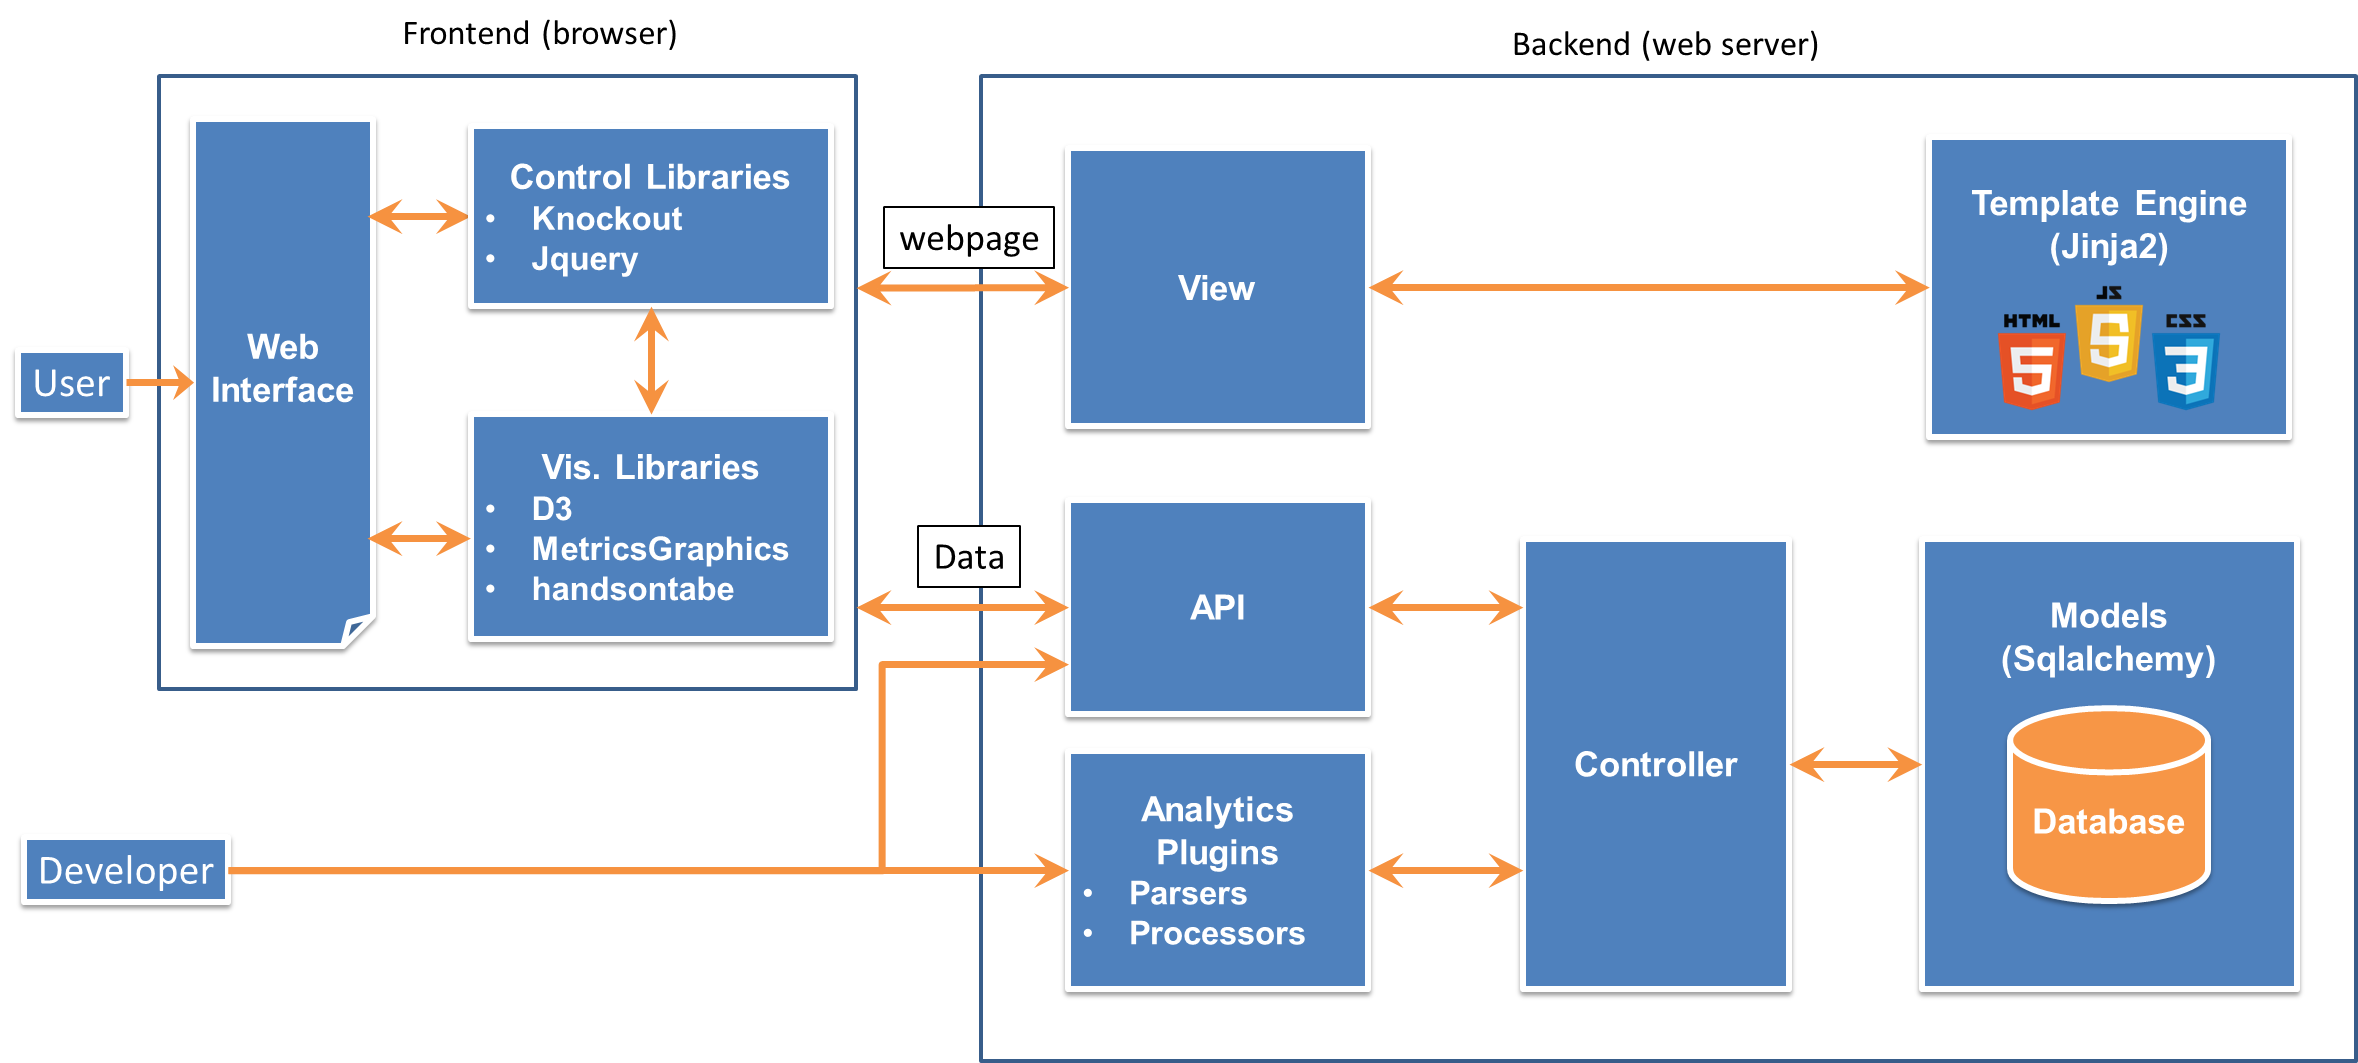 Frontend (browser)
Backend (web server)
Control Libraries
• Knockout
• Jquery
webpage
View
Template Engine
(Jinja2)
JS
HTML
CSS
5
3
Web
Interface
User
Vis. Libraries
• D3
• MetricsGraphics
• handsontabe
Data
API
Models
(Sqlalchemy)
Controller
Database
Developer
Analytics
Plugins
• Parsers
• Processors